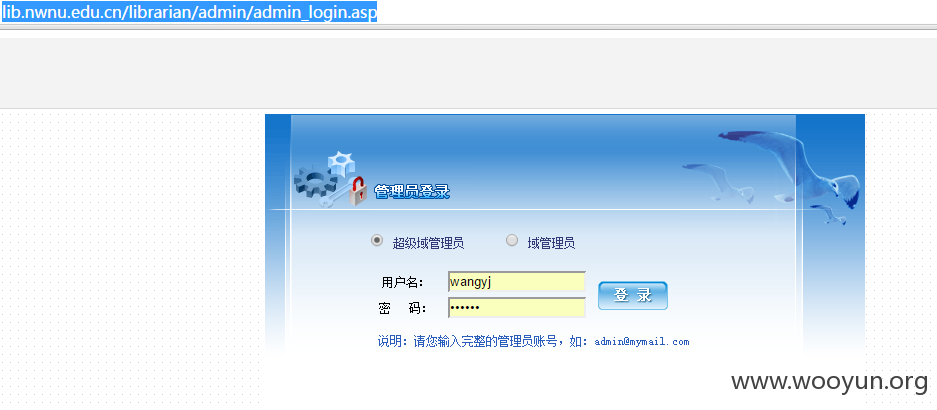 lib.nwnu.edu.cn/librarian/admin/admin_login.asp
管理员登录
超级域管理员 域管理员
用户名： wangyj
密 码： ••••••
登 录
说明：请您输入完整的管理员账号，如：admin@mymail.com
www.wooyun.org